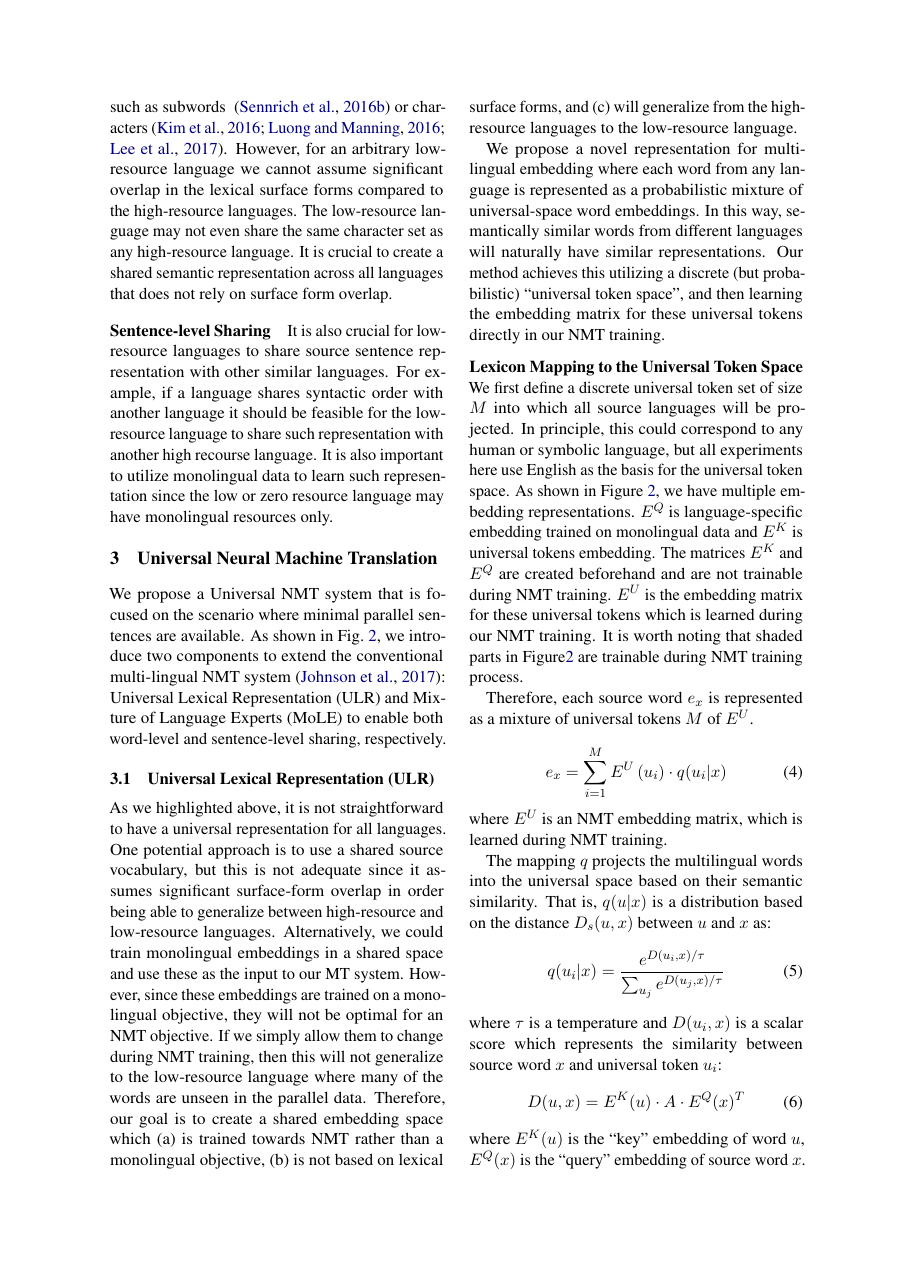 such as subwords (Sennrich et al., 2016b) or char-
acters (Kim et al., 2016; Luong and Manning, 2016;
Lee et al., 2017). However, for an arbitrary low-
resource language we cannot assume significant
overlap in the lexical surface forms compared to
the high-resource languages. The low-resource lan-
guage may not even share the same character set as
any high-resource language. It is crucial to create a
shared semantic representation across all languages
that does not rely on surface form overlap.
Sentence-level Sharing It is also crucial for low-
resource languages to share source sentence rep-
resentation with other similar languages. For ex-
ample, if a language shares syntactic order with
another language it should be feasible for the low-
resource language to share such representation with
another high recourse language. It is also important
to utilize monolingual data to learn such represen-
tation since the low or zero resource language may
have monolingual resources only.
3 Universal Neural Machine Translation
We propose a Universal NMT system that is fo-
cused on the scenario where minimal parallel sen-
tences are available. As shown in Fig. 2, we intro-
duce two components to extend the conventional
multi-lingual NMT system (Johnson et al., 2017):
Universal Lexical Representation (ULR) and Mix-
ture of Language Experts (MoLE) to enable both
word-level and sentence-level sharing, respectively.
3.1 Universal Lexical Representation (ULR)
As we highlighted above, it is not straightforward
to have a universal representation for all languages.
One potential approach is to use a shared source
vocabulary, but this is not adequate since it as-
sumes significant surface-form overlap in order
being able to generalize between high-resource and
low-resource languages. Alternatively, we could
train monolingual embeddings in a shared space
and use these as the input to our MT system. How-
ever, since these embeddings are trained on a mono-
lingual objective, they will not be optimal for an
NMT objective. If we simply allow them to change
during NMT training, then this will not generalize
to the low-resource language where many of the
words are unseen in the parallel data. Therefore,
our goal is to create a shared embedding space
which (a) is trained towards NMT rather than a
monolingual objective, (b) is not based on lexical
surface forms, and (c) will generalize from the high-
resource languages to the low-resource language.
We propose a novel representation for multi-
lingual embedding where each word from any lan-
guage is represented as a probabilistic mixture of
universal-space word embeddings. In this way, se-
mantically similar words from different languages
will naturally have similar representations. Our
method achieves this utilizing a discrete (but proba-
bilistic) “universal token space”, and then learning
the embedding matrix for these universal tokens
directly in our NMT training.
Lexicon Mapping to the Universal Token Space
We first define a discrete universal token set of size
M into which all source languages will be pro-
jected. In principle, this could correspond to any
human or symbolic language, but all experiments
here use English as the basis for the universal token
space. As shown in Figure 2, we have multiple em-
bedding representations. E^Q is language-specific
embedding trained on monolingual data and E^K is
universal tokens embedding. The matrices E^K and
E^Q are created beforehand and are not trainable
during NMT training. E^U is the embedding matrix
for these universal tokens which is learned during
our NMT training. It is worth noting that shaded
parts in Figure2 are trainable during NMT training
process.
Therefore, each source word e_x is represented
as a mixture of universal tokens M of E^U.
e_x = \sum_{i=1}^{M} E^U (u_i) · q(u_i|x) (4)
where E^U is an NMT embedding matrix, which is
learned during NMT training.
The mapping q projects the multilingual words
into the universal space based on their semantic
similarity. That is, q(u|x) is a distribution based
on the distance D_s(u, x) between u and x as:
q(u_i|x) = \frac{e^{D(u_i,x)/τ}}{\sum_{u_j} e^{D(u_j,x)/τ}} (5)
where τ is a temperature and D(u_i, x) is a scalar
score which represents the similarity between
source word x and universal token u_i:
D(u, x) = E^K(u) · A · E^Q(x)^T (6)
where E^K(u) is the “key” embedding of word u,
E^Q(x) is the “query” embedding of source word x.